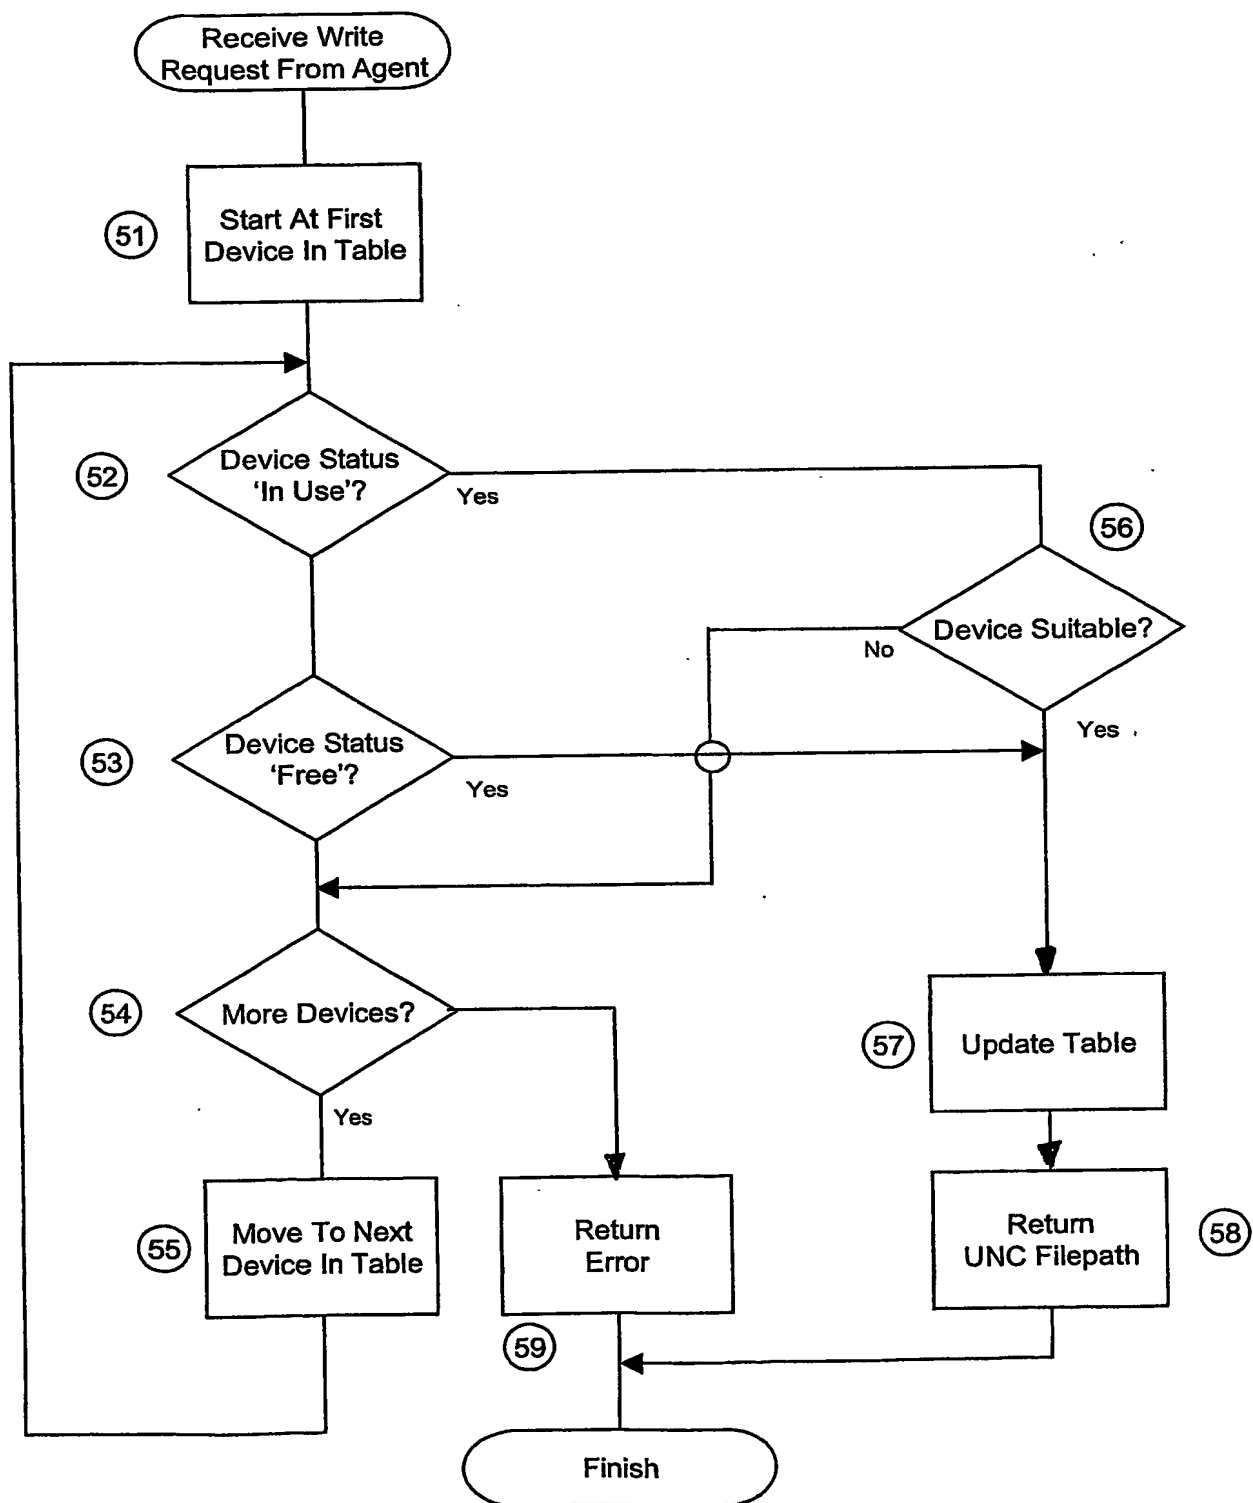 Receive Write
Request From Agent
51
Start At First
Device In Table
52
Device Status
‘In Use’?
Yes
56
Device Suitable?
No
Yes
53
Device Status
‘Free’?
Yes
54
More Devices?
Yes
57
Update Table
55
Move To Next
Device In Table
Return
Error
59
Return
UNC Filepath
58
Finish